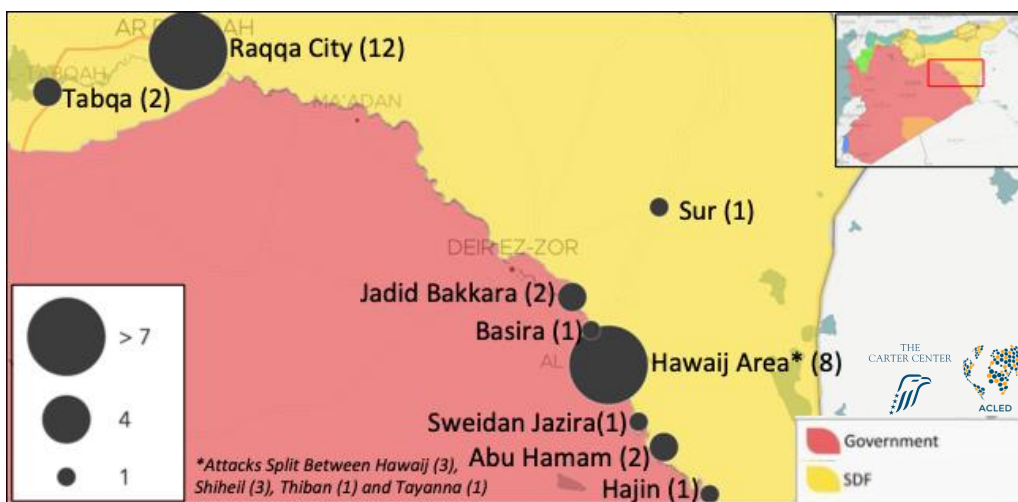 Raqqa City (12)
Tabqa (2)
MA'ADAN
Sur (1)
DEIR EZ-ZOR
Jadid Bakkara (2)
Basira (1)
AL
Hawaij Area* (8)
Sweidan Jazira(1)
Abu Hamam (2)
Hajin (1)
> 7
4
1
*Attacks Split Between Hawaij (3),
Shiheil (3), Thiban (1) and Tayanna (1)
THE
CARTER CENTER
ACLED
Government
SDF